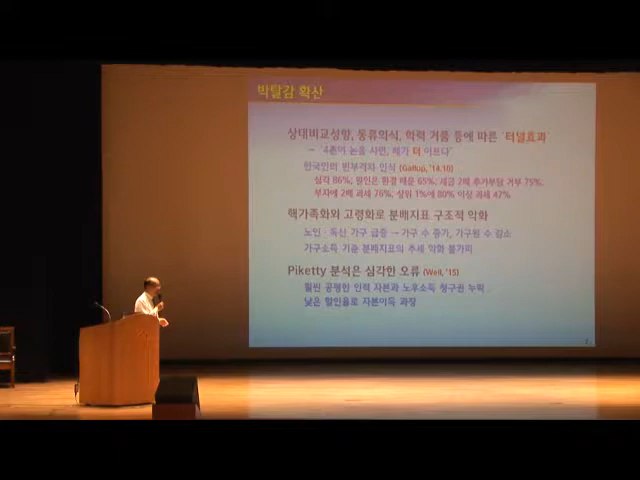 박탈감 확산
상대비교성향, 동류의식, 학력 거품 등에 따른 '터널효과'
→ "4촌이 논을 사면, 배가 더 아프다"
한국인의 빈부격차 인식 (Gallup, '14.10)
심각 86%, 원인은 환경 때문 65%, 세금 2배 추가부담 거부 75%,
부자에 2배 과세 76%, 상위 1%에 80% 이상 과세 47%
핵가족화와 고령화로 분배지표 구조적 악화
노인·독신 가구 급증 → 가구 수 증가, 가구원 수 감소
가구소득 기준 분배지표의 추세 악화 불가피
Piketty 분석은 심각한 오류 (Weil, '15)
훨씬 공평한 인력 자본과 노후소득 청구권 누락
낮은 할인율로 자본이득 과장